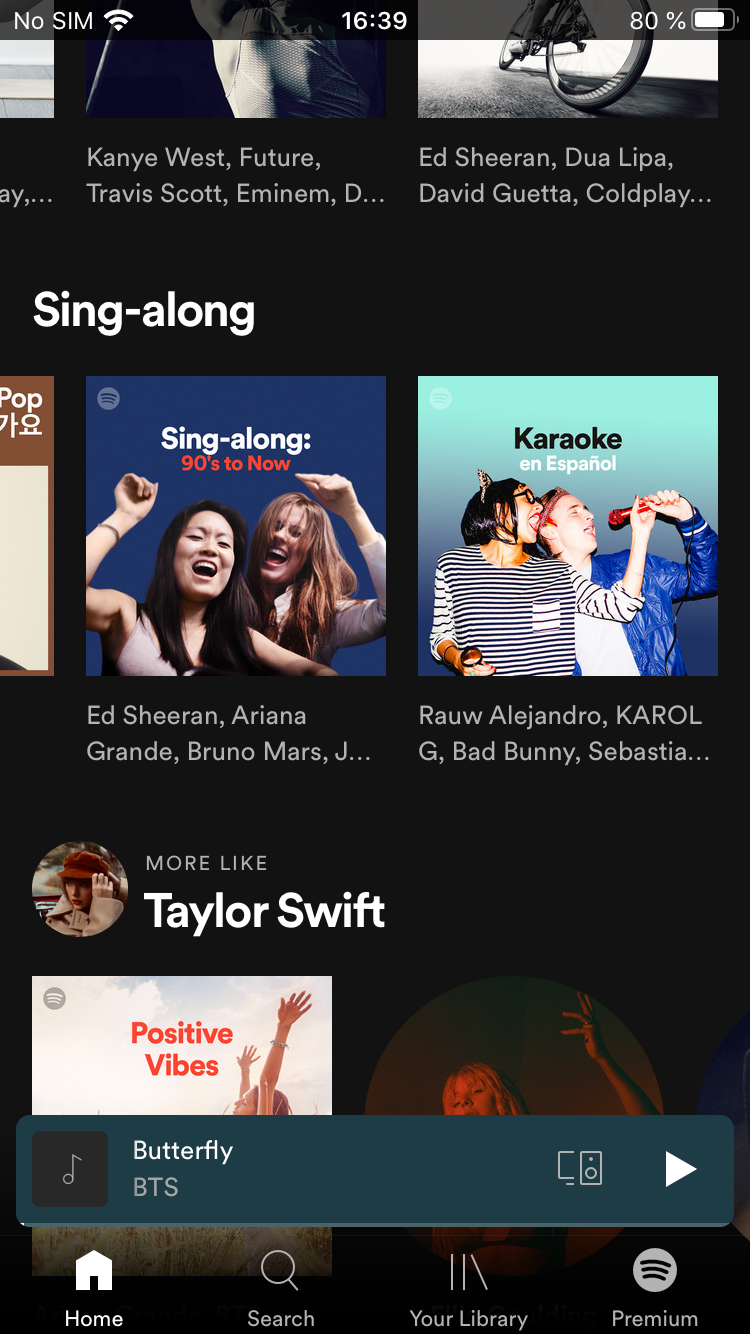 No SIM 16:39 80 %
ay,...
Kanye West, Future,
Travis Scott, Eminem, D...
Ed Sheeran, Dua Lipa,
David Guetta, Coldplay...
Sing-along
Pop
가요
Sing-along:
90's to Now
Karaoke
en Español
Ed Sheeran, Ariana
Grande, Bruno Mars, J...
Rauw Alejandro, KAROL
G, Bad Bunny, Sebastia...
MORE LIKE
Taylor Swift
Positive
Vibes
Butterfly
BTS
Home
Search
Your Library
Premium